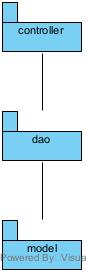 controller
dao
model
Powered By .:Visua